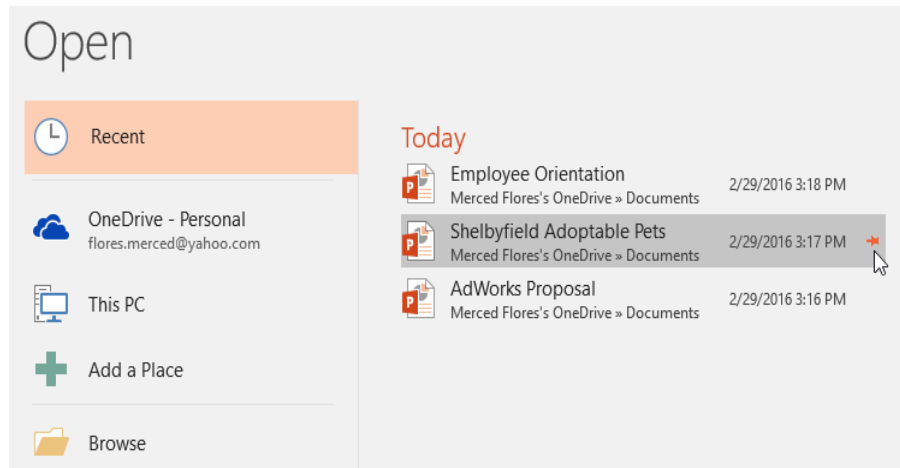 Open
Recent
OneDrive - Personal
flores.merced@yahoo.com
This PC
Add a Place
Browse
Today
Employee Orientation
Merced Flores's OneDrive » Documents
2/29/2016 3:18 PM
Shelbyfield Adoptable Pets
Merced Flores's OneDrive » Documents
2/29/2016 3:17 PM
AdWorks Proposal
Merced Flores's OneDrive » Documents
2/29/2016 3:16 PM